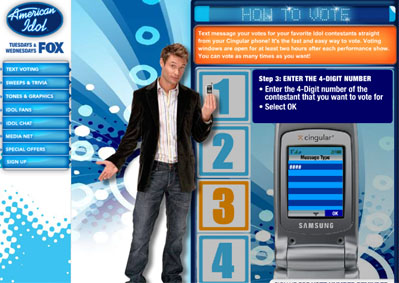 American
Idol
TUESDAYS &
WEDNESDAYS FOX
TEXT VOTING
SWEEPS & TRIVIA
TONES & GRAPHICS
IDOL FANS
IDOL CHAT
MEDIA NET
SPECIAL OFFERS
SIGN UP
HOW TO VOTE
Text message your votes for your favorite Idol contestants straight
from your Cingular phone! It's the fast and easy way to vote. Voting
windows are open for at least two hours after each performance show.
You can vote as many times as you want!
1
2
3
4
Step 3: ENTER THE 4-DIGIT NUMBER
• Enter the 4-Digit number of the
contestant that you want to vote for
• Select OK
cingular
Message Type
####
OK
SAMSUNG